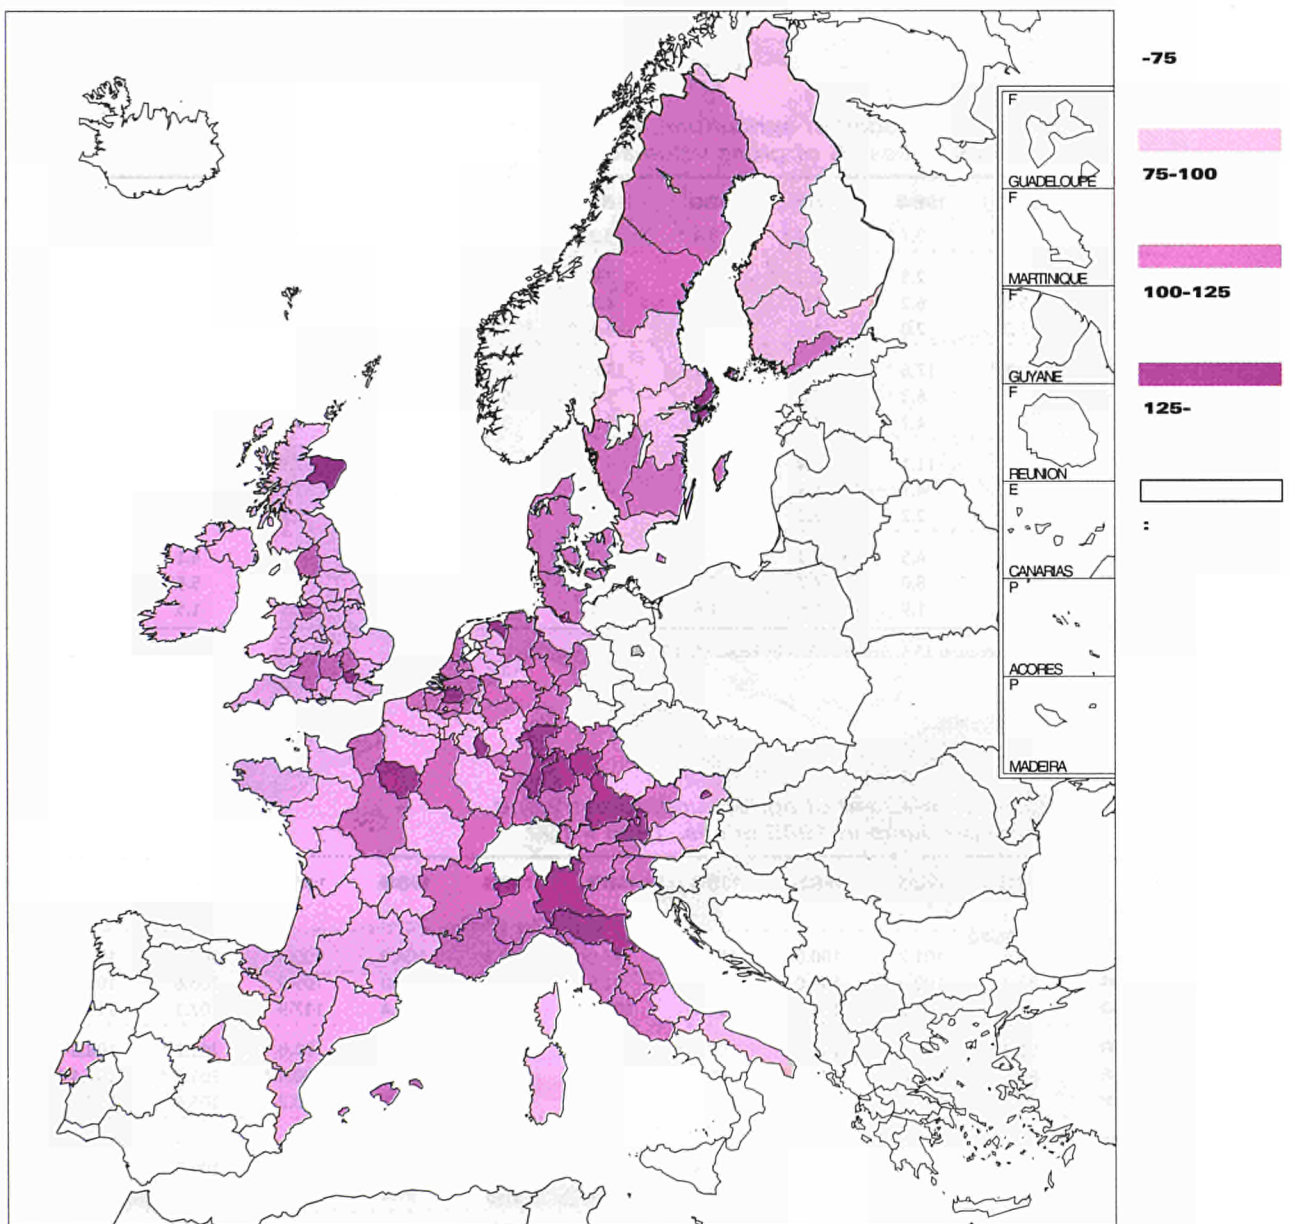 -75
75-100
100-125
125-
:
F
GUADELOUPE
F
MARTINIQUE
F
GUYANE
F
REUNION
E
CANARIAS
P
ACORES
P
MADEIRA